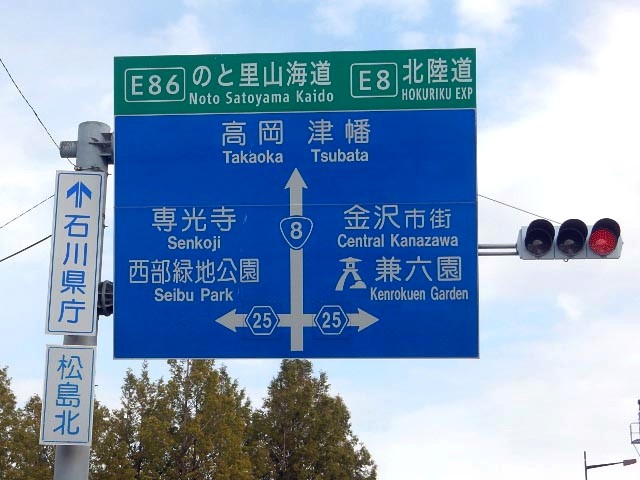 E86 のと里山海道 E8 北陸道
Noto Satoyama Kaido HOKURIKU EXP
高岡 津幡
Takaoka Tsubata
専光寺
Senkoji
西部緑地公園
Seibu Park
8
金沢市街
Central Kanazawa
兼六園
Kenrokuen Garden
25 25
石川県庁
松島北